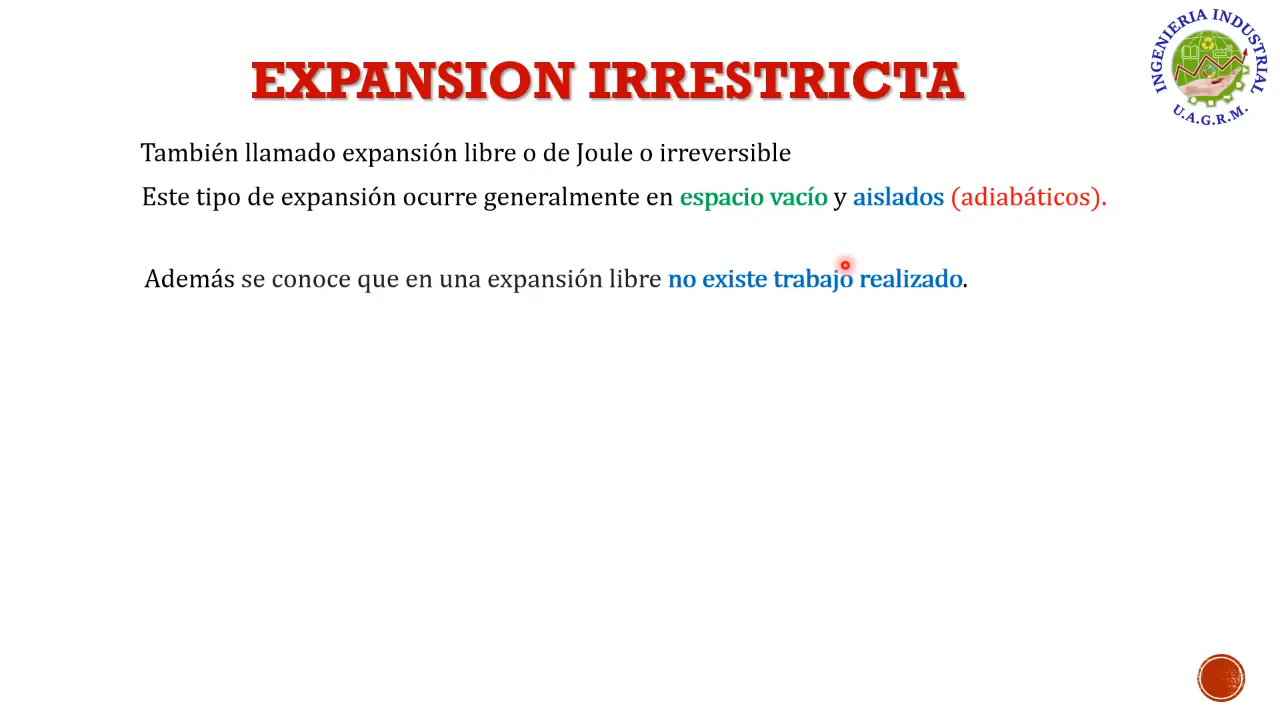 EXPANSION IRRESTRICTA
INGENIERIA INDUSTRIAL
U.A.G.R.M.
También llamado expansión libre o de Joule o irreversible
Este tipo de expansión ocurre generalmente en espacio vacío y aislados (adiabáticos).
Además se conoce que en una expansión libre no existe trabajo realizado.